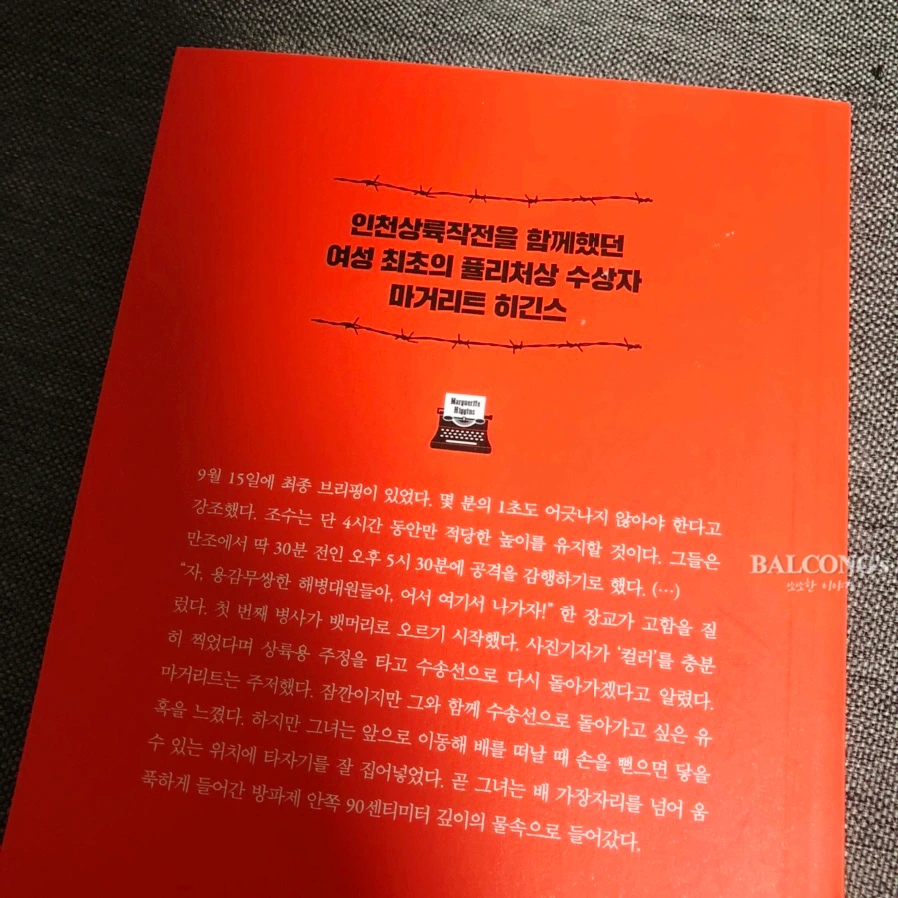 인천상륙작전을 함께했던
여성 최초의 퓰리처상 수상자
마거리트 히긴스
Marguerite
Higgins
9월 15일에 최종 브리핑이 있었다. 몇 분의 1초도 어긋나지 않아야 한다고
강조했다. 조수는 단 4시간 동안만 적당한 높이를 유지할 것이다. 그들은
만조에서 딱 30분 전인 오후 5시 30분에 공격을 감행하기로 했다. (…)
“자, 용감무쌍한 해병대원들아, 어서 여기서 나가자!” 한 장교가 고함을 질
렀다. 첫 번째 병사가 뱃머리로 오르기 시작했다. 사진기자가 ‘컬러’를 충분
히 찍었다며 상륙용 주정을 타고 수송선으로 다시 돌아가겠다고 알렸다.
마거리트는 주저했다. 잠깐이지만 그와 함께 수송선으로 돌아가고 싶은 유
혹을 느꼈다. 하지만 그녀는 앞으로 이동해 배를 떠날 때 손을 뻗으면 닿을
수 있는 위치에 타자기를 잘 집어넣었다. 곧 그녀는 배 가장자리를 넘어 움
푹하게 들어간 방파제 안쪽 90센티미터 깊이의 물속으로 들어갔다.
BALCONG's